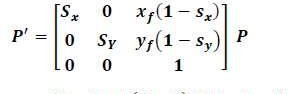 S_x 0 x_f(1 − s_x)
P′ = 0 S_Y y_f(1 − s_y) P
0 0 1